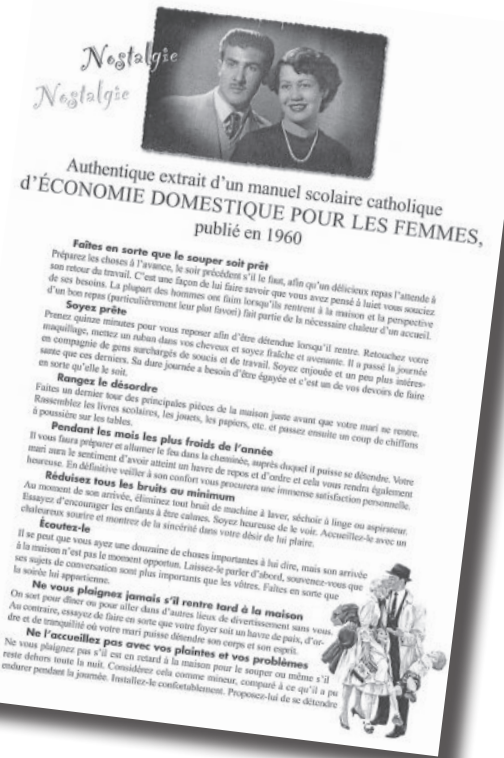 Nostalgie
Nostalgie
Authentique extrait d'un manuel scolaire catholique
d'ÉCONOMIE DOMESTIQUE POUR LES FEMMES,
publié en 1960
Faites en sorte que le souper soit prêt
Préparez les choses à l'avance, le soir précédent s'il le faut, afin qu'un délicieux repas l'attende à
son retour du travail. C'est une façon de lui faire savoir que vous avez pensé à lui et vous souciez
de ses besoins. La plupart des hommes ont faim lorsqu'ils rentrent à la maison et la perspective
d'un bon repas (particulièrement leur plat favori) fait partie de la nécessaire chaleur d'un accueil.
Soyez prête
Prenez quinze minutes pour vous reposer afin d'être détendue lorsqu'il rentre. Retouchez votre
maquillage, mettez un ruban dans vos cheveux et soyez fraîche et avenante. Il a passé la journée
en compagnie de gens surchargés de soucis et de travail. Soyez enjouée et un peu plus intéres-
sante que ces derniers. Sa dure journée a besoin d'être égayée et c'est un de vos devoirs de faire
en sorte qu'elle le soit.
Rangez le désordre
Faites un dernier tour des principales pièces de la maison juste avant que votre mari ne rentre.
Rassemblez les livres scolaires, les jouets, les papiers, etc. et passez ensuite un coup de chiffons
à poussière sur les tables.
Pendant les mois les plus froids de l'année
Il vous faura préparer et allumer le feu dans la cheminée, auprès duquel il puisse se détendre. Votre
mari aura le sentiment d'avoir atteint un havre de repos et d'ordre et cela vous rendra également
heureuse. En définitive veiller à son confort vous procurera une immense satisfaction personnelle.
Réduisez tous les bruits au minimum
Au moment de son arrivée, éliminez tout bruit de machine à laver, séchoir à linge ou aspirateur.
Essayez d'encourager les enfants à être calmes. Soyez heureuse de le voir. Accueillez-le avec un
chaleureux sourire et montrez de la sincérité dans votre désir de lui plaire.
Écoutez-le
Il se peut que vous ayez une douzaine de choses importantes à lui dire, mais son arrivée
à la maison n'est pas le moment opportun. Laissez-le parler d'abord, souvenez-vous que
ses sujets de conversation sont plus importants que les vôtres. Faites en sorte que
la soirée lui appartienne.
Ne vous plaignez jamais s'il rentre tard à la maison
On sort pour dîner ou pour aller dans d'autres lieux de divertissement sans vous.
Au contraire, essayez de faire en sorte que votre foyer soit un havre de paix, d'or-
dre et de tranquilité où votre mari puisse détendre son corps et son esprit.
Ne l'accueillez pas avec vos plaintes et vos problèmes
Ne vous plaignez pas s'il est en retard à la maison pour le souper ou même s'il
reste dehors toute la nuit. Considérez cela comme mineur, comparé à ce qu'il a pu
endurer pendant la journée. Installez-le confortablement. Proposez-lui de se détendre